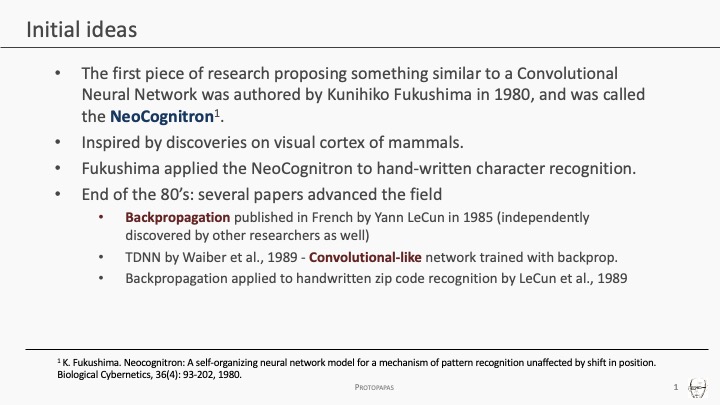 Initial ideas
• The first piece of research proposing something similar to a Convolutional
Neural Network was authored by Kunihiko Fukushima in 1980, and was called
the NeoCognitron¹.
• Inspired by discoveries on visual cortex of mammals.
• Fukushima applied the NeoCognitron to hand-written character recognition.
• End of the 80’s: several papers advanced the field
• Backpropagation published in French by Yann LeCun in 1985 (independently
discovered by other researchers as well)
• TDNN by Waiber et al., 1989 - Convolutional-like network trained with backprop.
• Backpropagation applied to handwritten zip code recognition by LeCun et al., 1989
¹ K. Fukushima. Neocognitron: A self-organizing neural network model for a mechanism of pattern recognition unaffected by shift in position.
Biological Cybernetics, 36(4): 93-202, 1980.
Protopapas
1